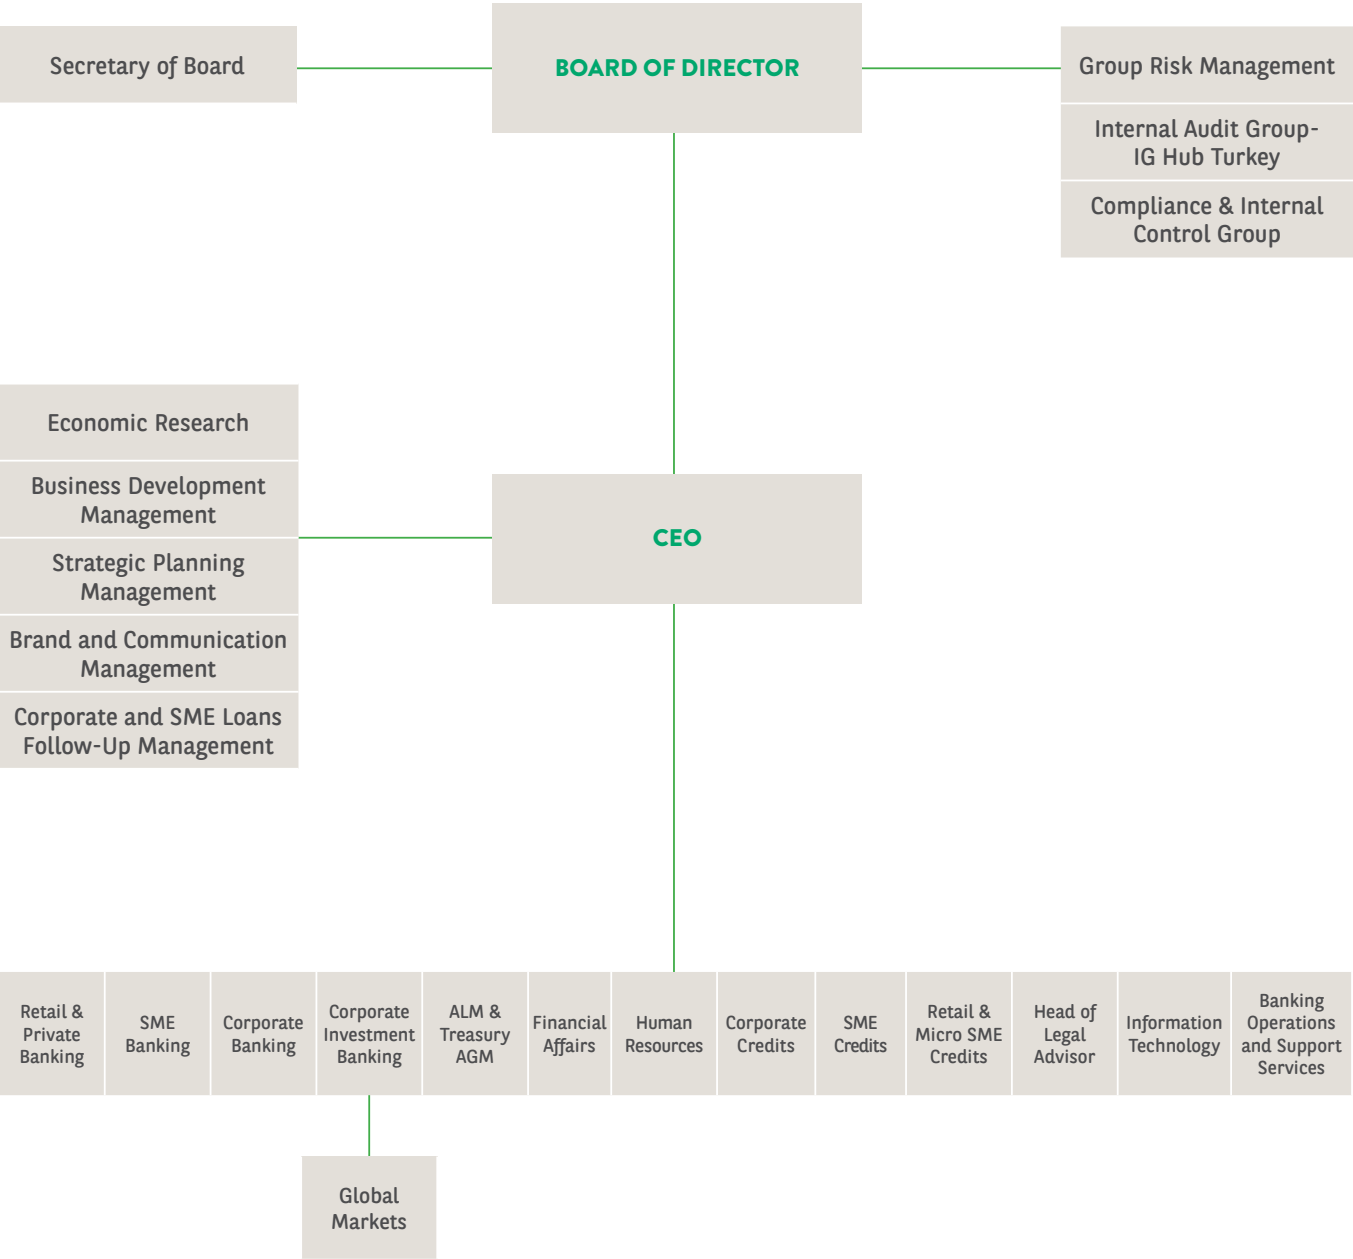 Secretary of Board
BOARD OF DIRECTOR
Group Risk Management
Internal Audit Group-
IG Hub Turkey
Compliance & Internal
Control Group
Economic Research
Business Development
Management
Strategic Planning
Management
Brand and Communication
Management
Corporate and SME Loans
Follow-Up Management
CEO
Retail &
Private
Banking
SME
Banking
Corporate
Banking
Corporate
Investment
Banking
ALM &
Treasury
AGM
Financial
Affairs
Human
Resources
Corporate
Credits
SME
Credits
Retail &
Micro SME
Credits
Head of
Legal
Advisor
Information
Technology
Banking
Operations
and Support
Services
Global
Markets